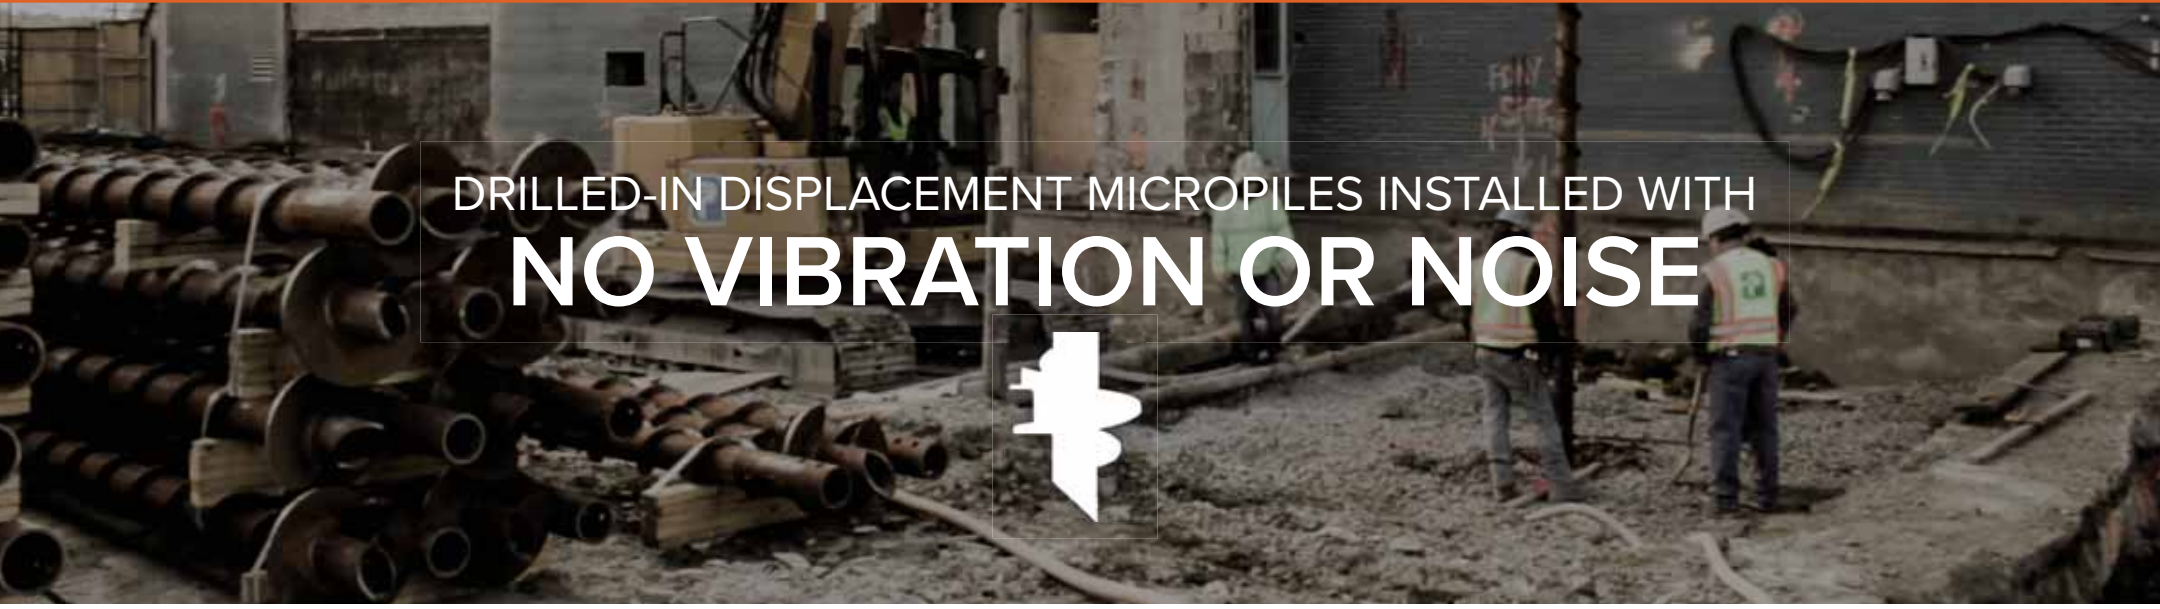 DRILLED-IN DISPLACEMENT MICROPILES INSTALLED WITH
NO VIBRATION OR NOISE